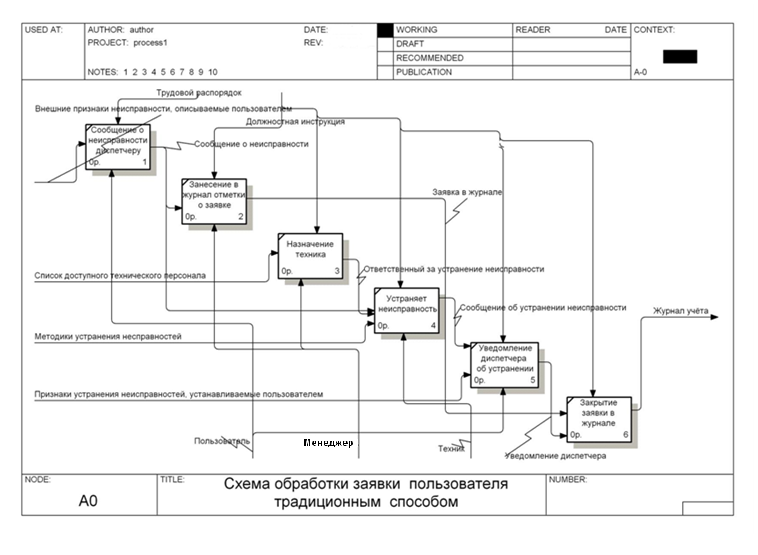 USED AT:
AUTHOR: author
DATE:
WORKING
READER
DATE
CONTEXT:
PROJECT: process1
REV:
DRAFT
RECOMMENDED
NOTES: 1 2 3 4 5 6 7 8 9 10
PUBLICATION
A-0
Трудовой распорядок
Внешние признаки неисправности, описываемые пользователем
Должностная инструкция
Сообщение о
неисправности
диспетчеру
0р. 1
Сообщение о неисправности
Занесение в
журнал отметки
о заявке
0р. 2
Заявка в журнале
Назначение
техника
0р. 3
Список доступного технического персонала
Ответственный за устранение неисправности
Устраняет
неисправность
0р. 4
Сообщение об устранении неисправности
Журнал учёта
Методики устранения несправностей
Уведомление
диспетчера
об устранении
0р. 5
Признаки устранения неисправностей, устанавливаемые пользователем
Закрытие
заявки в
журнале
0р. 6
Пользователь
Менеджер
Техник
Уведомление диспетчера
NODE:
TITLE:
NUMBER:
A0
Схема обработки заявки пользователя
традиционным способом